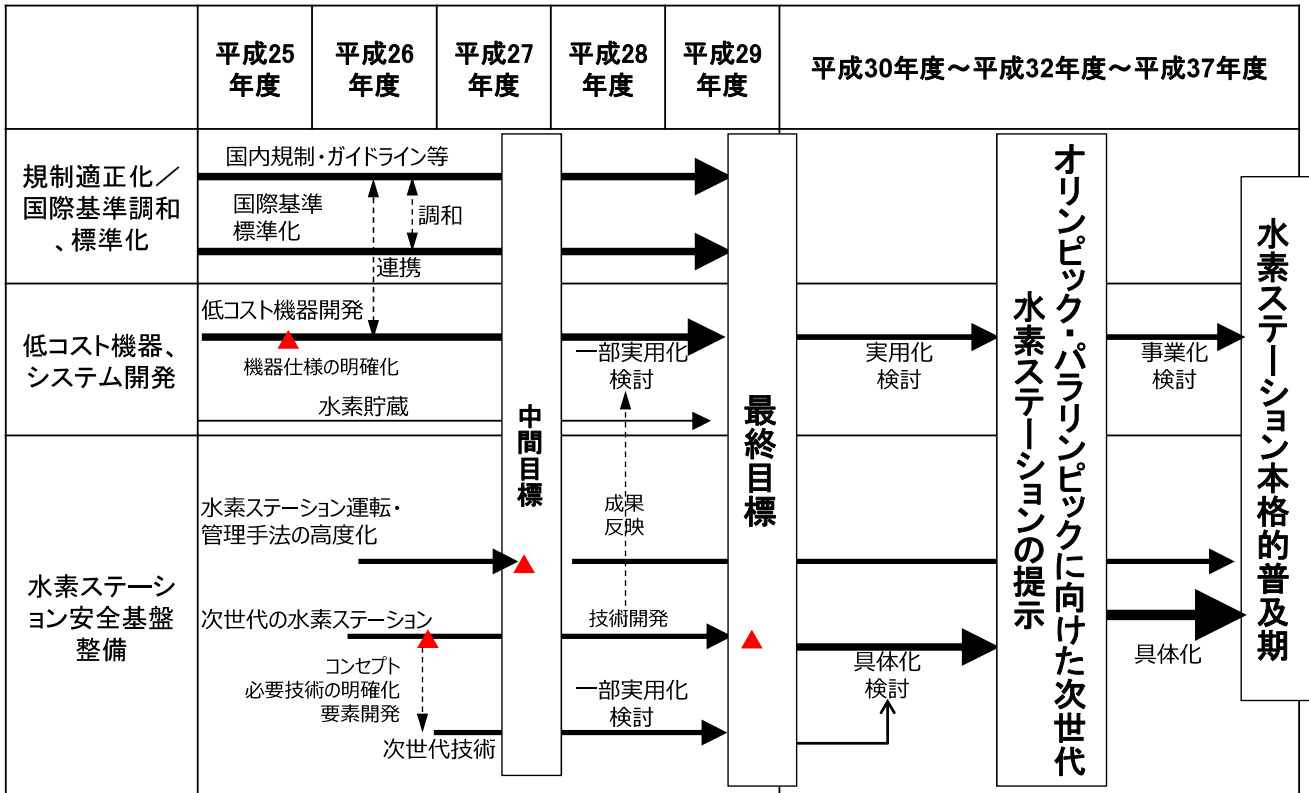 平成25
年度
平成26
年度
平成27
年度
平成28
年度
平成29
年度
平成30年度～平成32年度～平成37年度
規制適正化／
国際基準調和
、標準化
国内規制・ガイドライン等
国際基準
標準化
調和
連携
低コスト機器、
システム開発
低コスト機器開発
機器仕様の明確化
水素貯蔵
一部実用化
検討
実用化
検討
事業化
検討
水素ステーシ
ョン安全基盤
整備
水素ステーション運転・
管理手法の高度化
成果
反映
次世代の水素ステーション
技術開発
コンセプト
必要技術の明確化
要素開発
次世代技術
一部実用化
検討
具体化
検討
具体化
中間目標
最終目標
オリンピック・パラリンピックに向けた次世代
水素ステーションの提示
水素ステーション本格的普及期